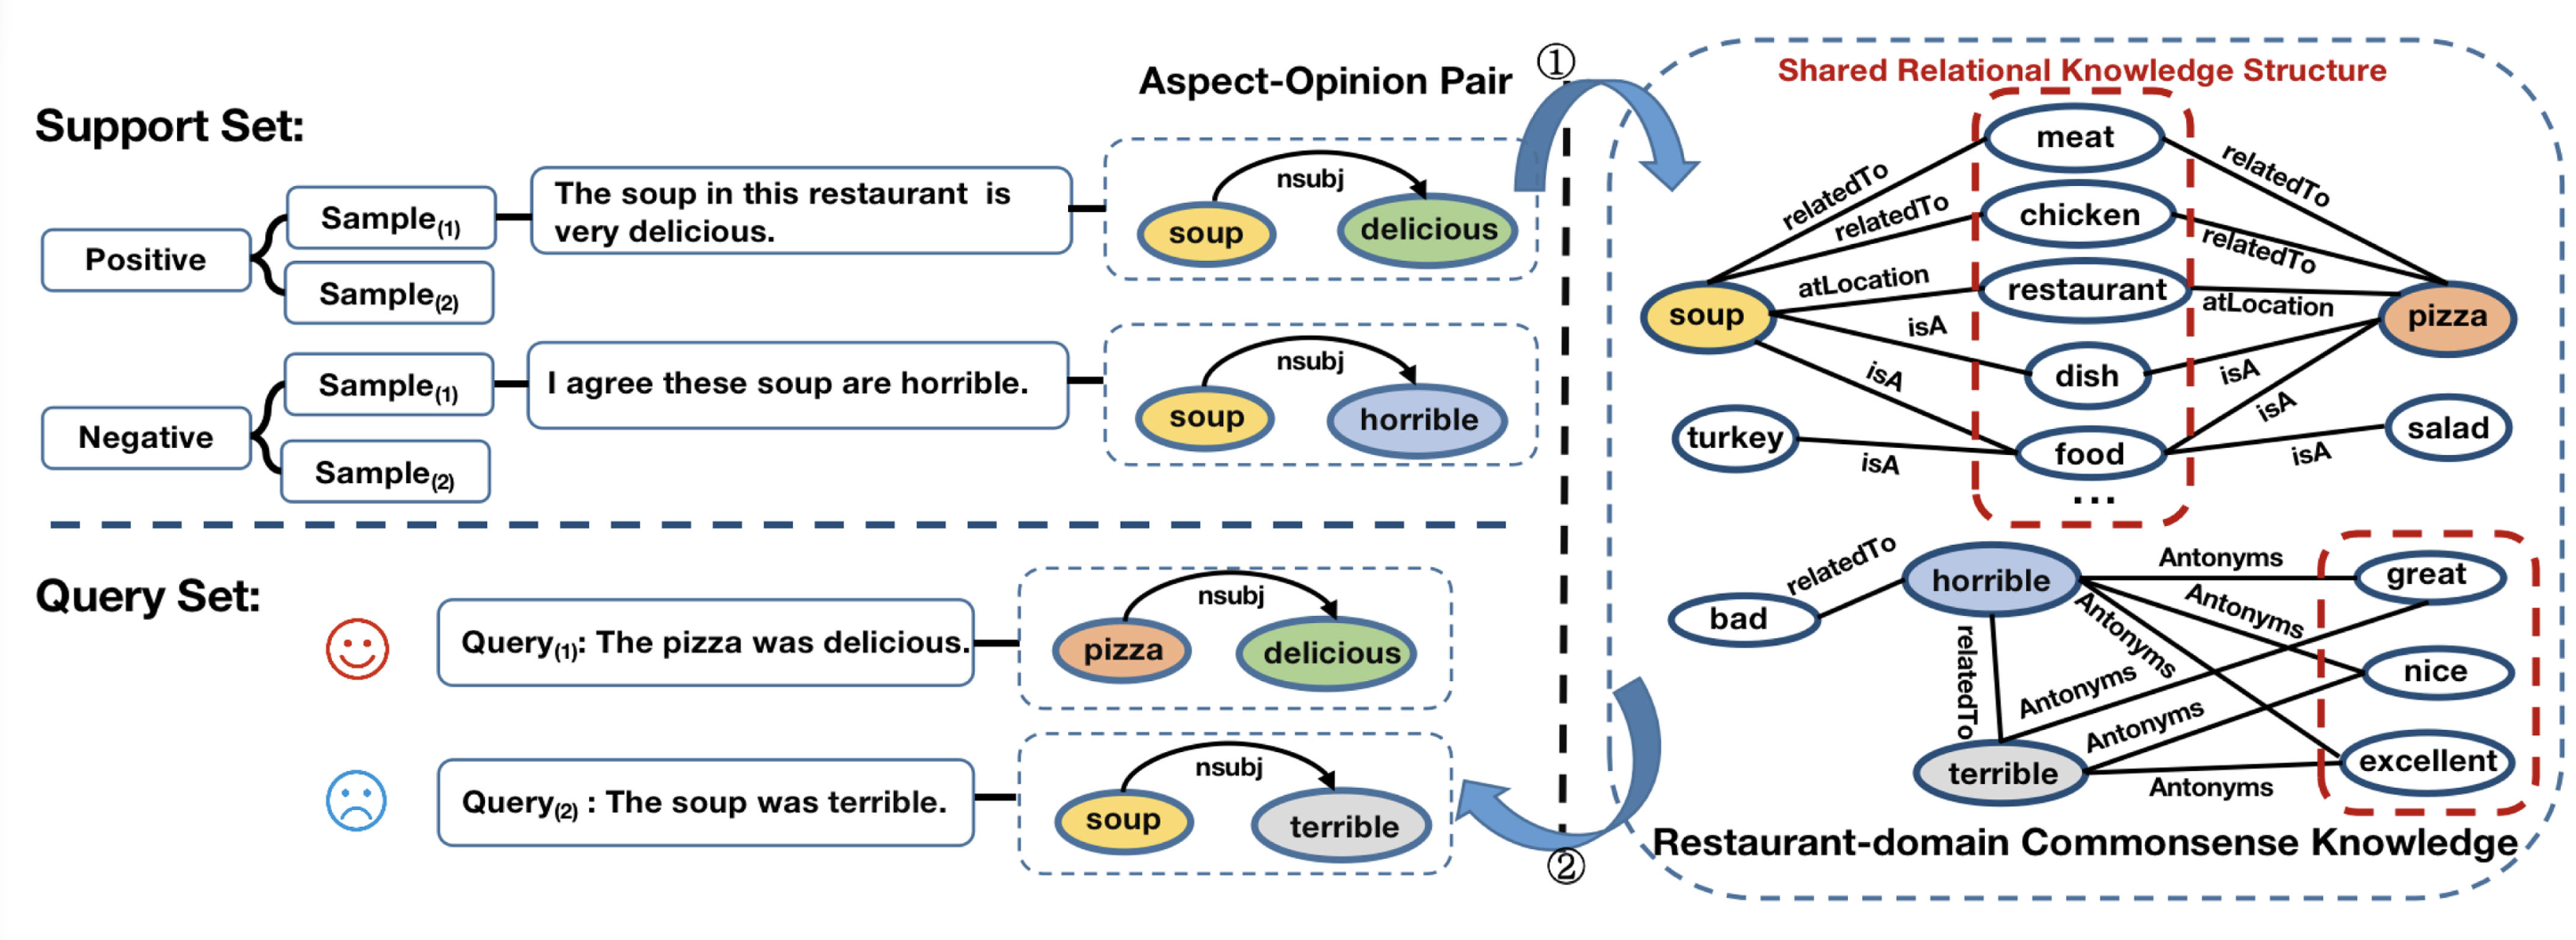 Support Set:
Positive
Sample(1)
The soup in this restaurant is
very delicious.
Sample(2)
Negative
Sample(1)
I agree these soup are horrible.
Sample(2)
Aspect-Opinion Pair
nsubj
soup
delicious
nsubj
soup
horrible
Query Set:
Query(1): The pizza was delicious.
nsubj
pizza
delicious
Query(2) : The soup was terrible.
nsubj
soup
terrible
①
②
Shared Relational Knowledge Structure
meat
chicken
restaurant
dish
food
...
soup
pizza
turkey
salad
relatedTo
relatedTo
atLocation
isA
isA
isA
relatedTo
relatedTo
atLocation
isA
isA
isA
bad
relatedTo
horrible
relatedTo
terrible
Antonyms
Antonyms
Antonyms
Antonyms
Antonyms
Antonyms
great
nice
excellent
Restaurant-domain Commonsense Knowledge